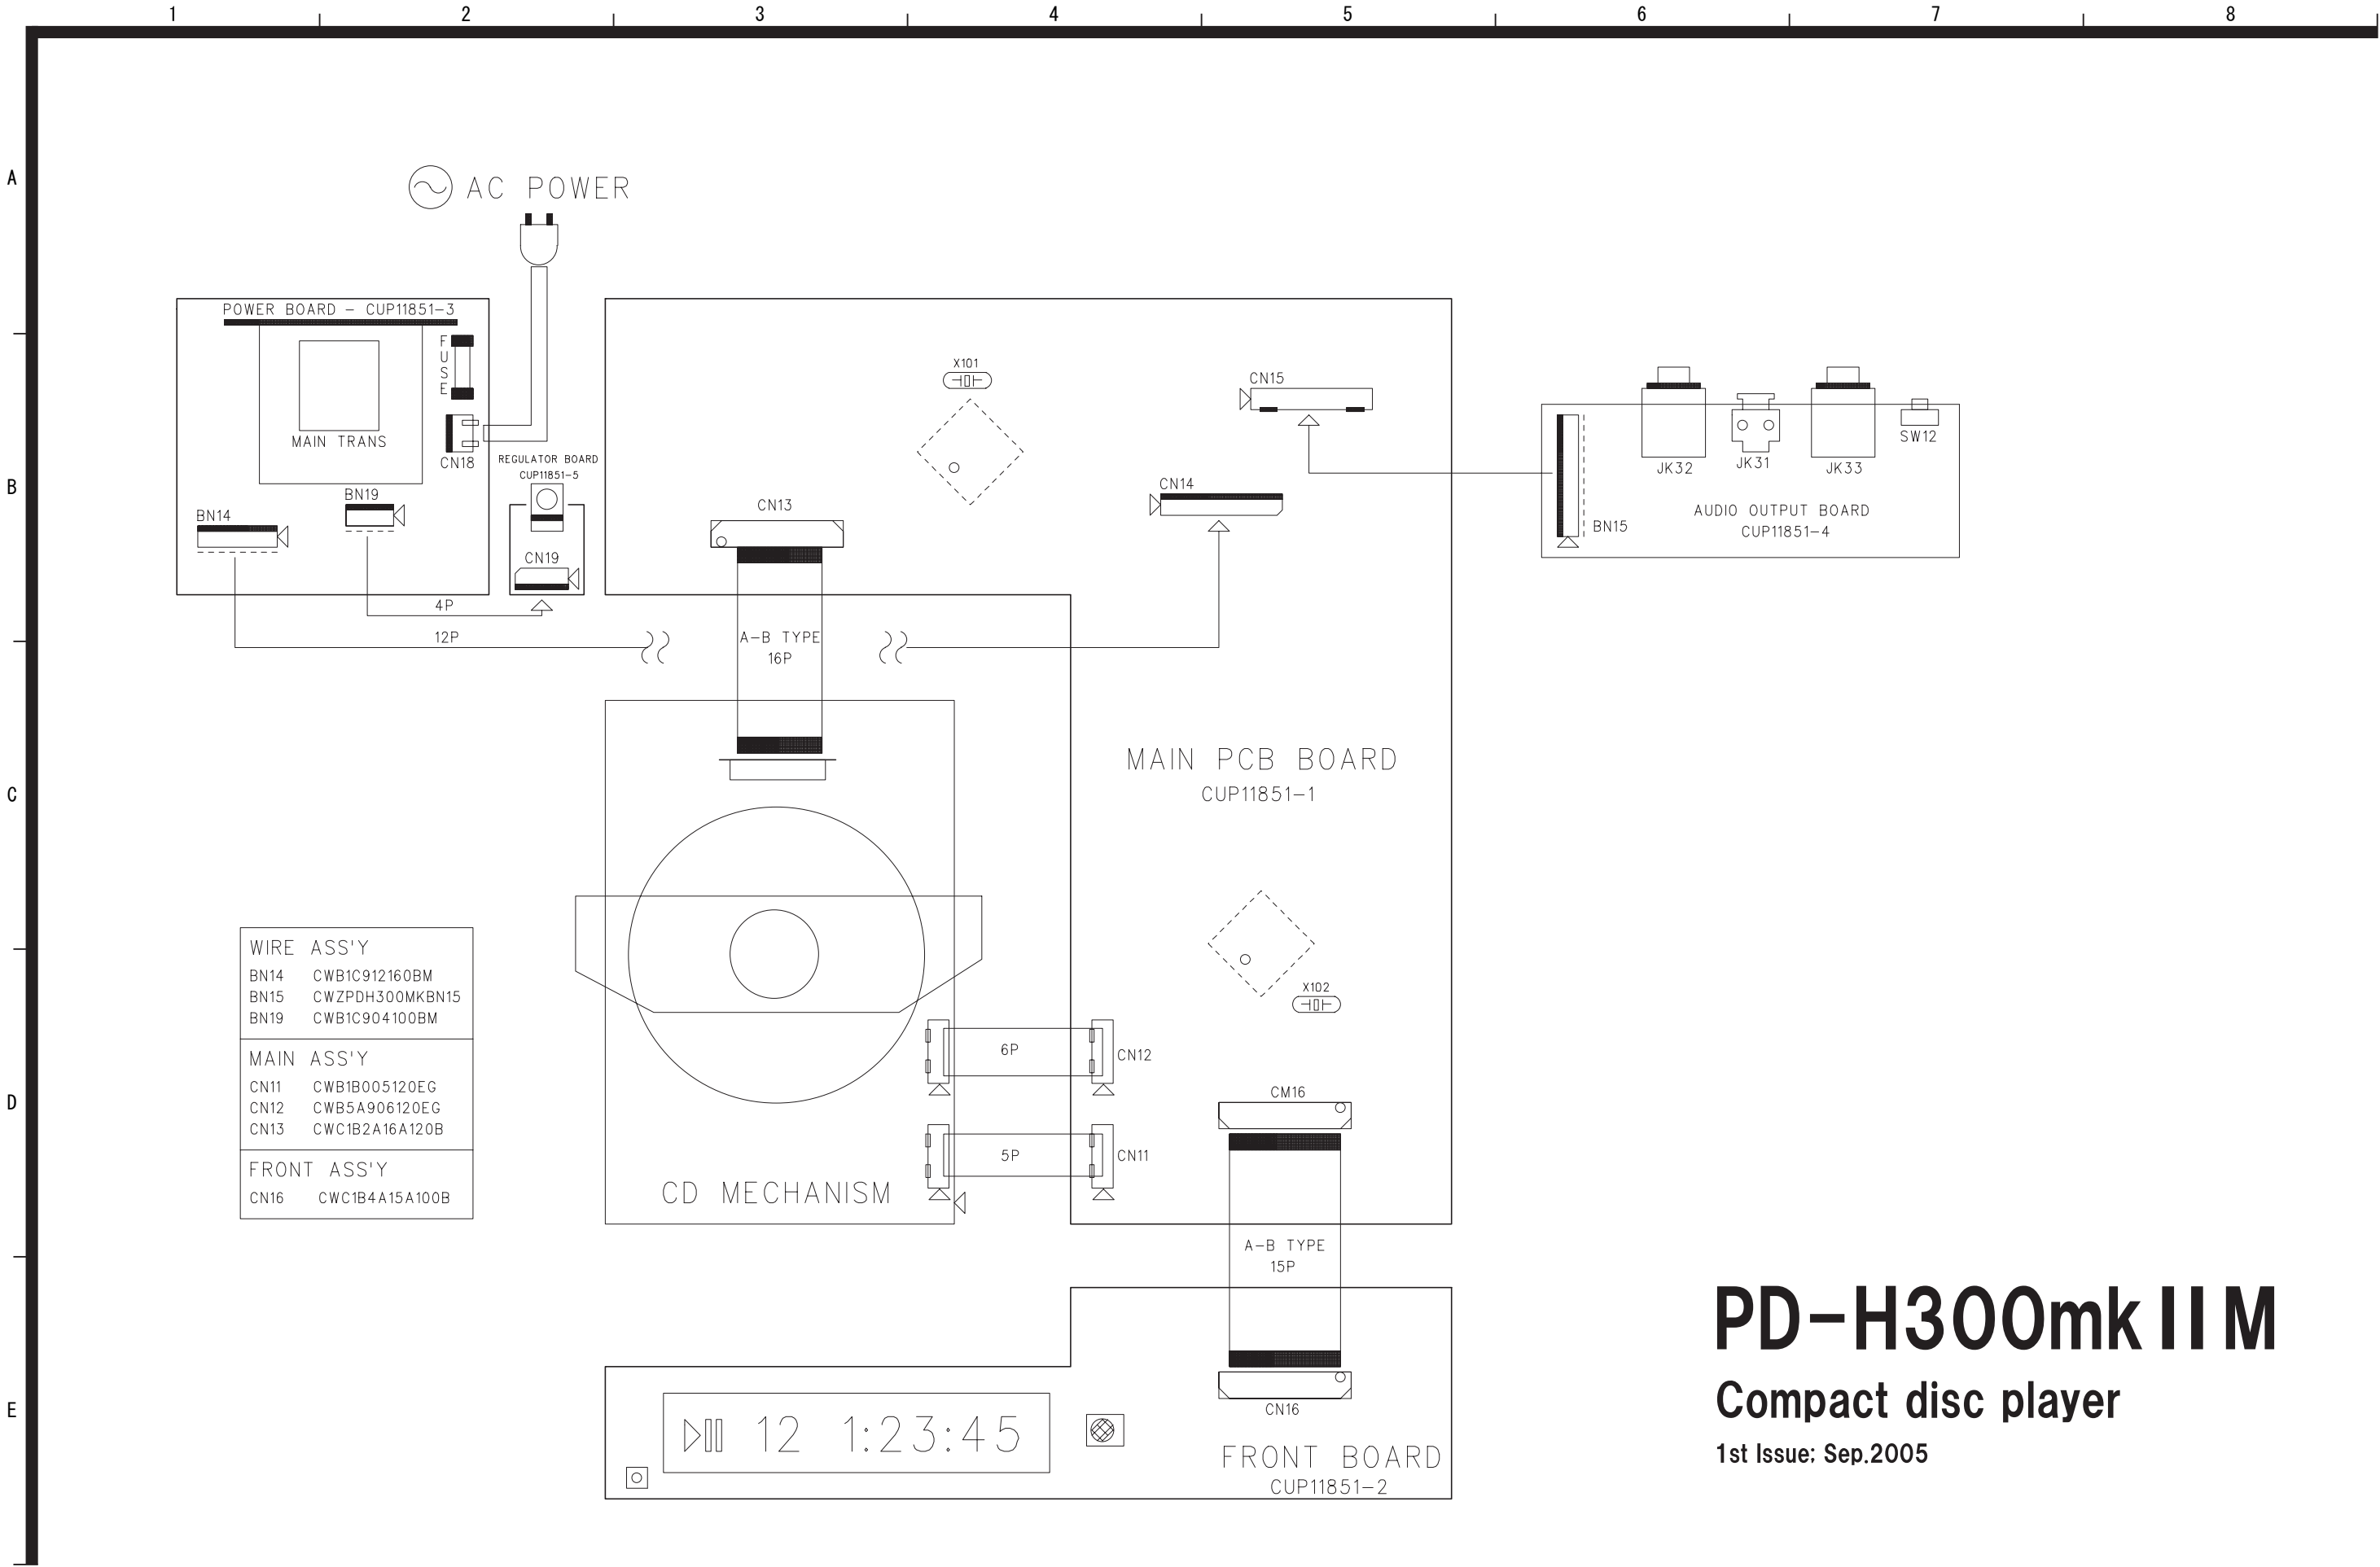 1 2 3 4 5 6 7 8
A
AC POWER
POWER BOARD - CUP11851-3
FUSE
MAIN TRANS
CN18
BN19
BN14
REGULATOR BOARD
CUP11851-5
CN19
4P
12P
X101
CN15
CN14
CN13
A-B TYPE
16P
B
JK32
JK31
JK33
SW12
BN15
AUDIO OUTPUT BOARD
CUP11851-4
MAIN PCB BOARD
CUP11851-1
C
X102
WIRE ASS'Y
BN14 CWB1C912160BM
BN15 CWZPDH300MKBN15
BN19 CWB1C904100BM
MAIN ASS'Y
CN11 CWB1B005120EG
CN12 CWB5A906120EG
CN13 CWC1B2A16A120B
FRONT ASS'Y
CN16 CWC1B4A15A100B
6P
CN12
D
5P
CN11
CM16
CD MECHANISM
A-B TYPE
15P
CN16
E
12 1:23:45
FRONT BOARD
CUP11851-2
PD-H300mkII M
Compact disc player
1st Issue; Sep.2005